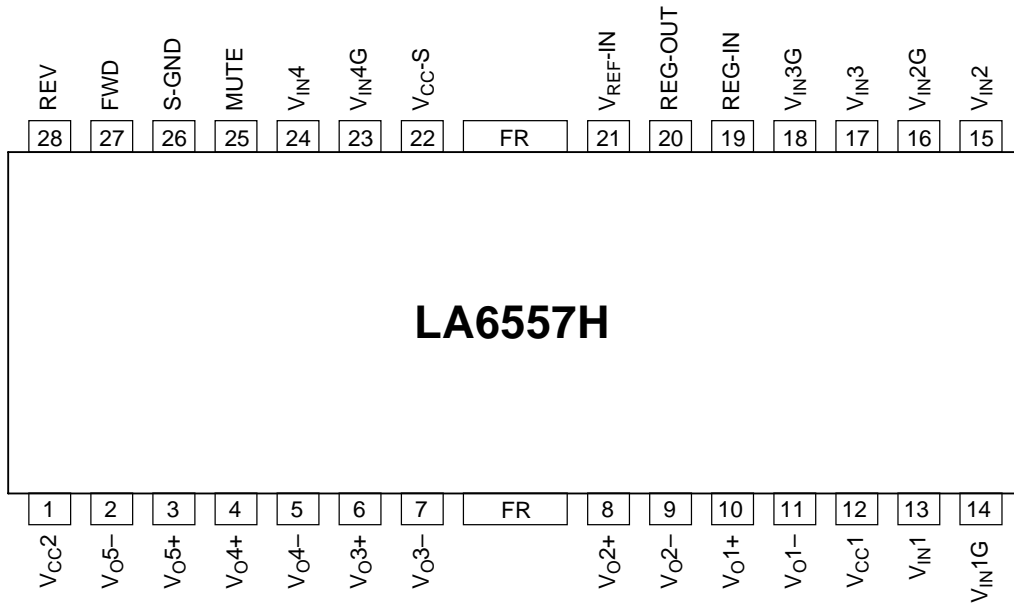 REV FWD S-GND MUTE VIN4 VIN4G VCC-S VREF-IN REG-OUT REG-IN VIN3G VIN3 VIN2G VIN2
28 27 26 25 24 23 22 FR 21 20 19 18 17 16 15
LA6557H
1 2 3 4 5 6 7 FR 8 9 10 11 12 13 14
VCC2 VO5− VO5+ VO4+ VO4− VO3+ VO3− VO2+ VO2− VO1+ VO1− VCC1 VIN1 VIN1G